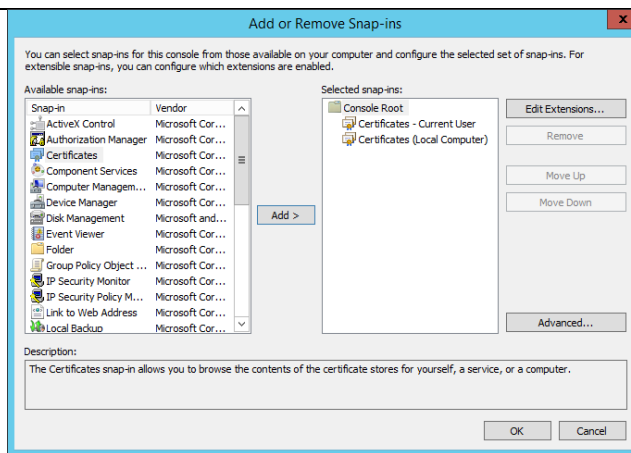 Add or Remove Snap-ins
x
You can select snap-ins for this console from those available on your computer and configure the selected set of snap-ins. For
extensible snap-ins, you can configure which extensions are enabled.
Available snap-ins:
Snap-in Vendor
ActiveX Control Microsoft Cor...
Authorization Manager Microsoft Cor...
Certificates Microsoft Cor...
Component Services Microsoft Cor...
Computer Managem... Microsoft Cor...
Device Manager Microsoft Cor...
Disk Management Microsoft and...
Event Viewer Microsoft Cor...
Folder Microsoft Cor...
Group Policy Object ... Microsoft Cor...
IP Security Monitor Microsoft Cor...
IP Security Policy M... Microsoft Cor...
Link to Web Address Microsoft Cor...
Local Backup Microsoft Cor...
Add >
Selected snap-ins:
Console Root
Certificates - Current User
Certificates (Local Computer)
Edit Extensions...
Remove
Move Up
Move Down
Advanced...
Description:
The Certificates snap-in allows you to browse the contents of the certificate stores for yourself, a service, or a computer.
OK
Cancel